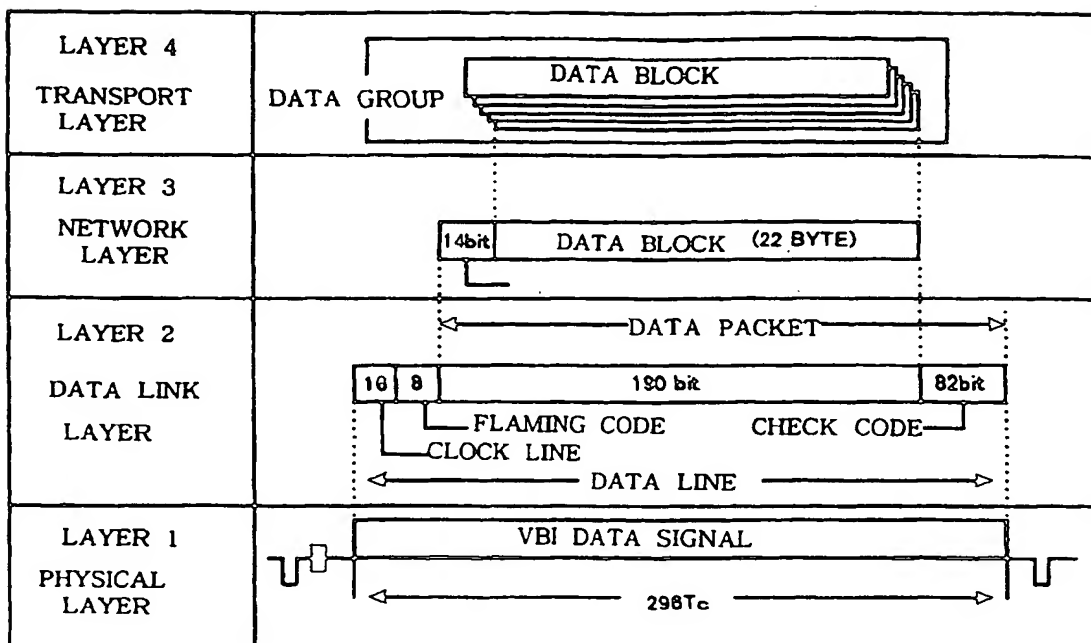 LAYER 4
TRANSPORT
LAYER
DATA GROUP
DATA BLOCK
LAYER 3
NETWORK
LAYER
14bit
DATA BLOCK (22 BYTE)
LAYER 2
DATA LINK
LAYER
DATA PACKET
16
8
190 bit
82bit
FLAMING CODE
CHECK CODE
CLOCK LINE
DATA LINE
LAYER 1
PHYSICAL
LAYER
VBI DATA SIGNAL
296Tc